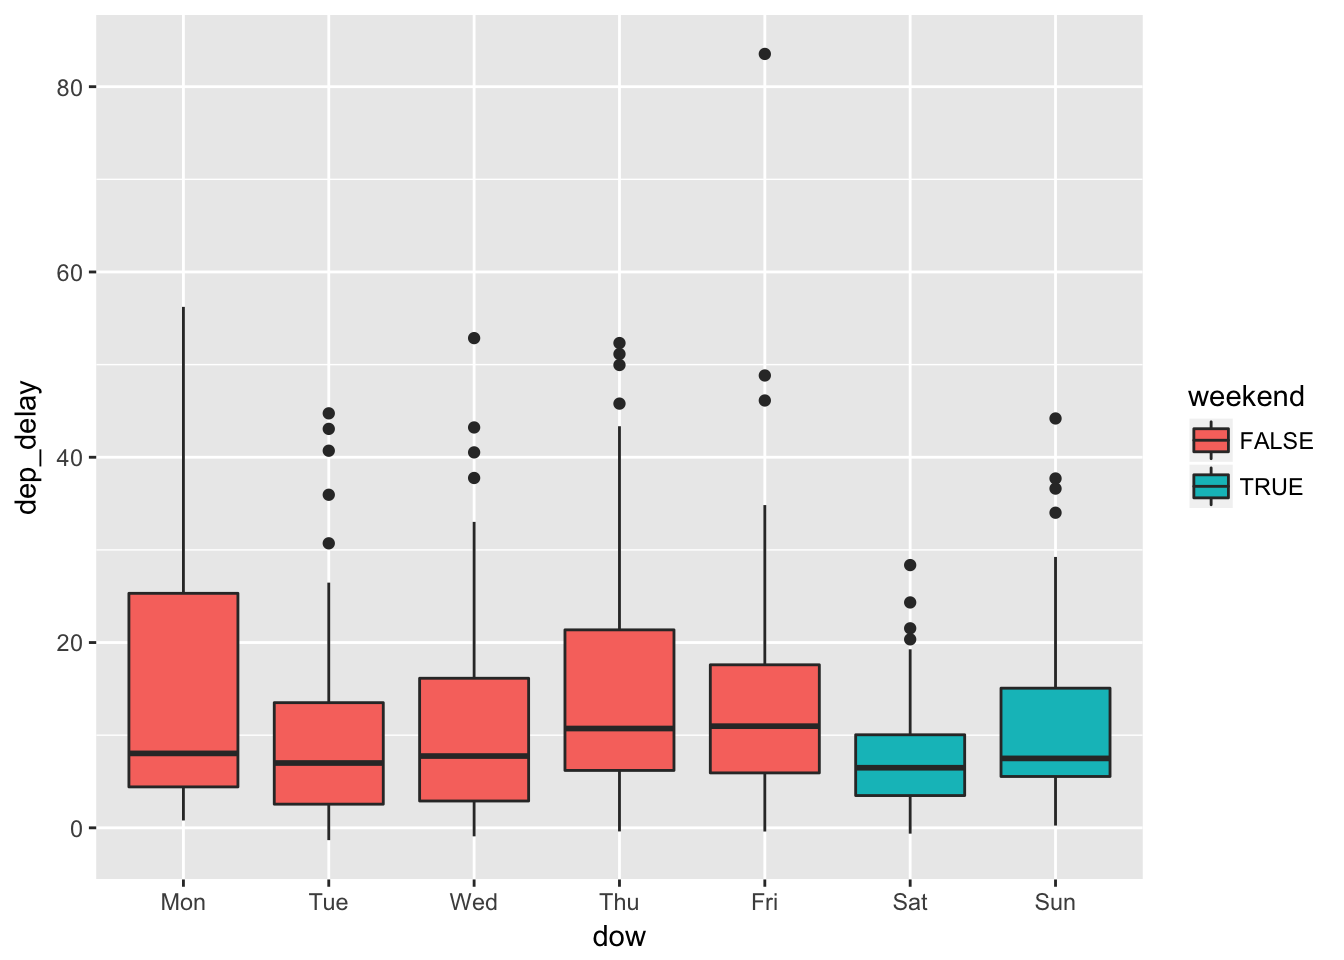 80
60
40
20
0
dep_delay
Mon Tue Wed Thu Fri Sat Sun
dow
weekend
FALSE
TRUE